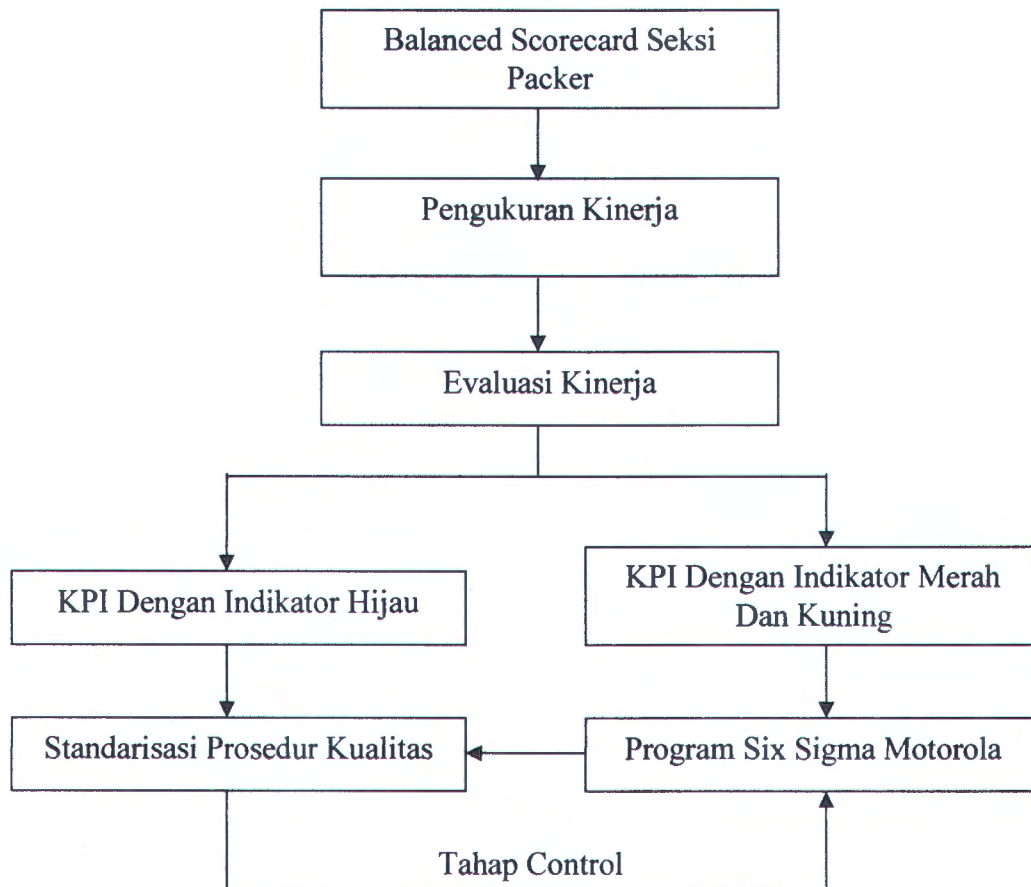 Balanced Scorecard Seksi
Packer
Pengukuran Kinerja
Evaluasi Kinerja
KPI Dengan Indikator Hijau
KPI Dengan Indikator Merah
Dan Kuning
Standarisasi Prosedur Kualitas
Program Six Sigma Motorola
Tahap Control